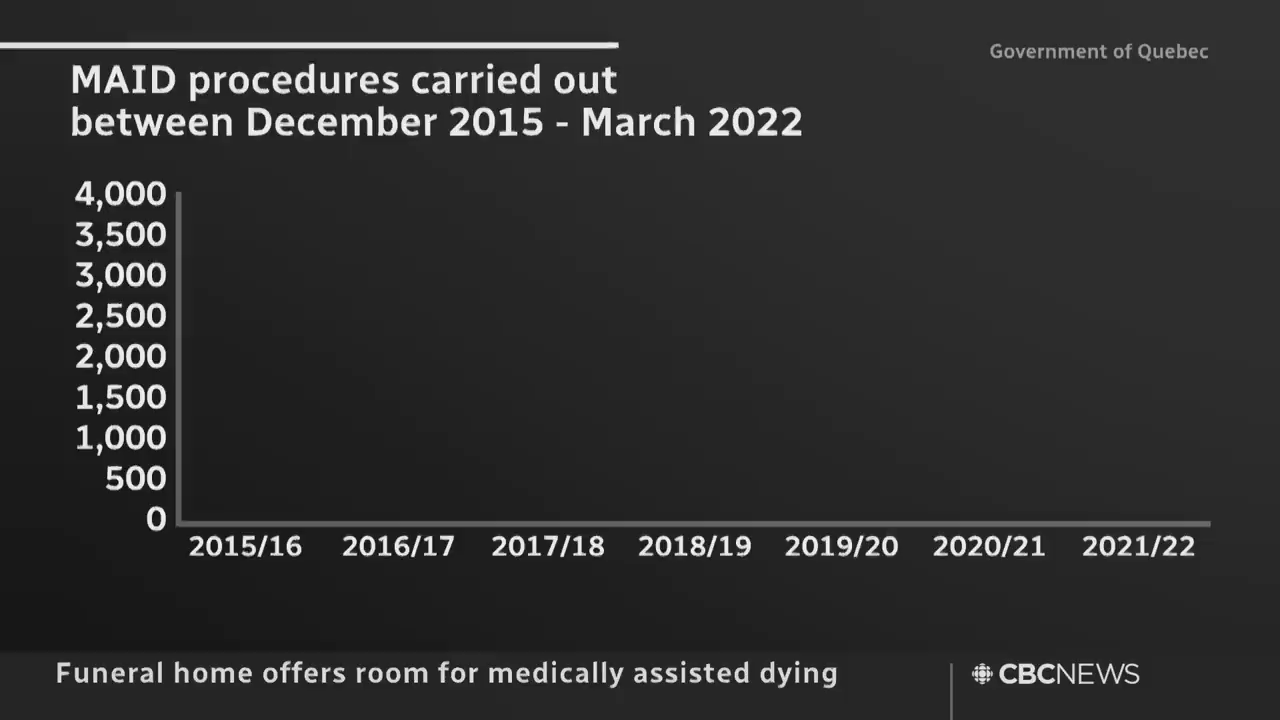 Government of Quebec
MAID procedures carried out
between December 2015 - March 2022
4,000
3,500
3,000
2,500
2,000
1,500
1,000
500
0
2015/16 2016/17 2017/18 2018/19 2019/20 2020/21 2021/22
Funeral home offers room for medically assisted dying
CBCNEWS